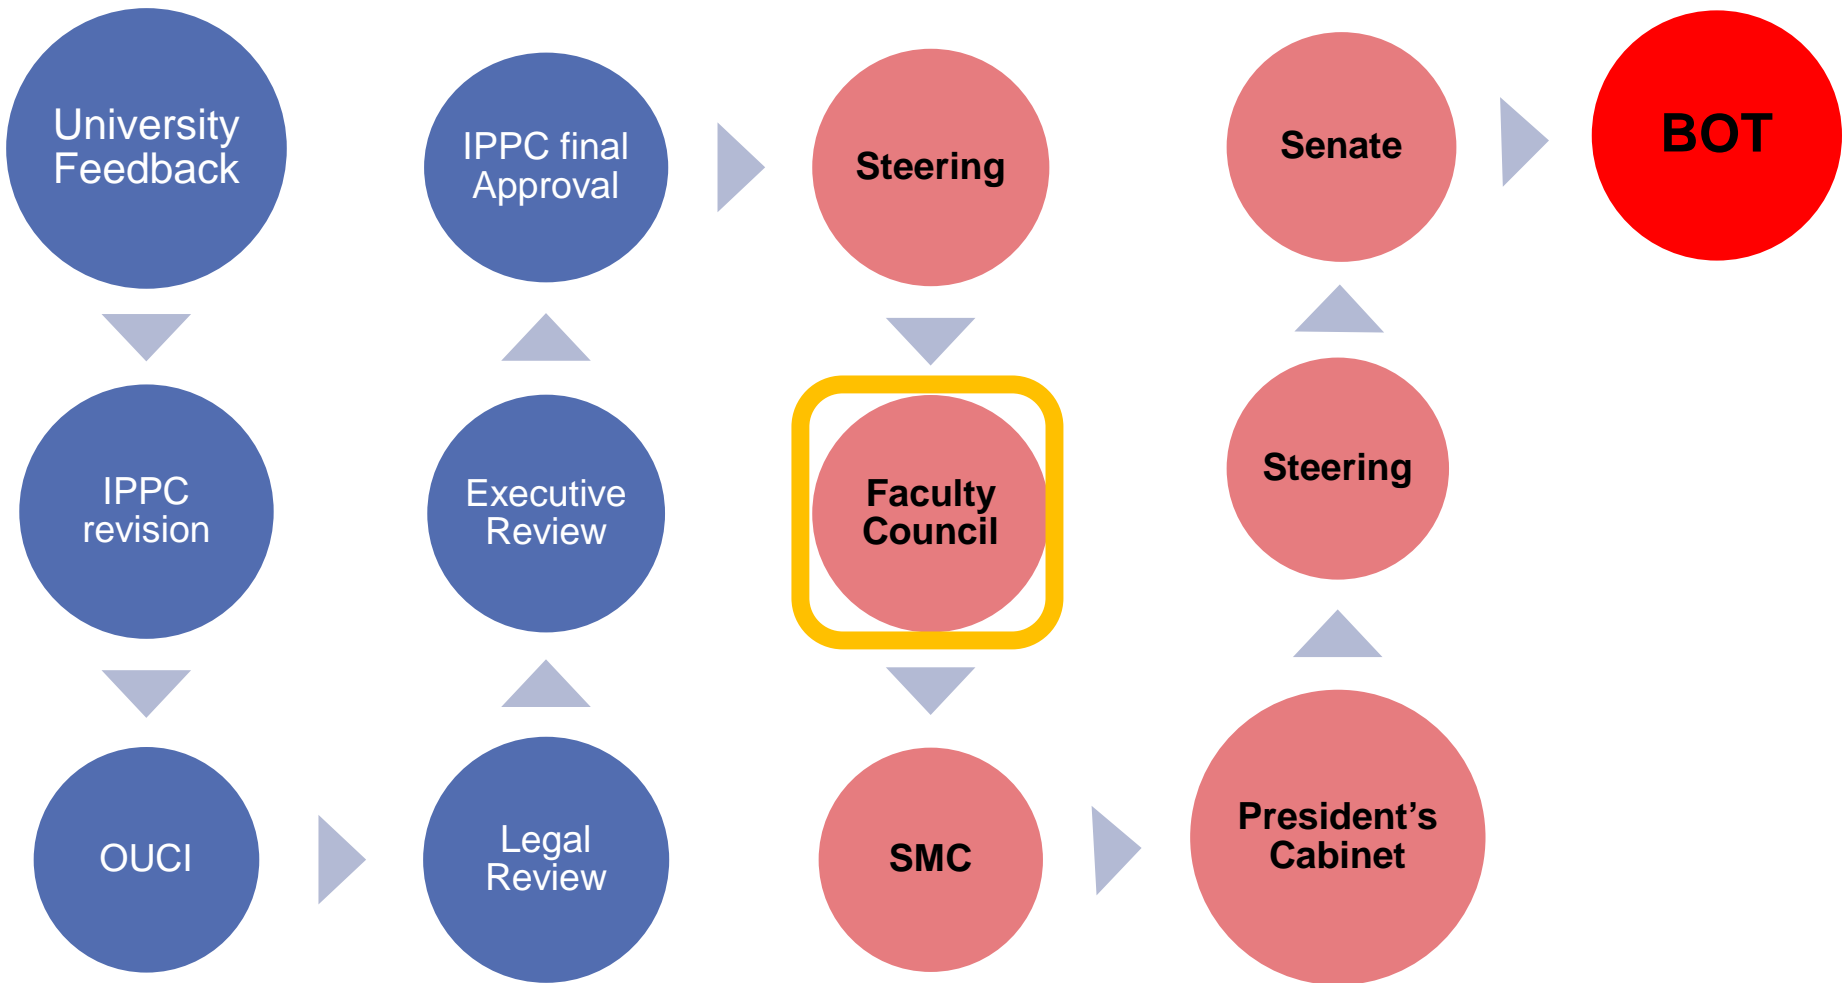 University
Feedback
IPPC
revision
OUCI
Legal
Review
Executive
Review
IPPC final
Approval
Steering
Faculty
Council
SMC
President’s
Cabinet
Steering
Senate
BOT